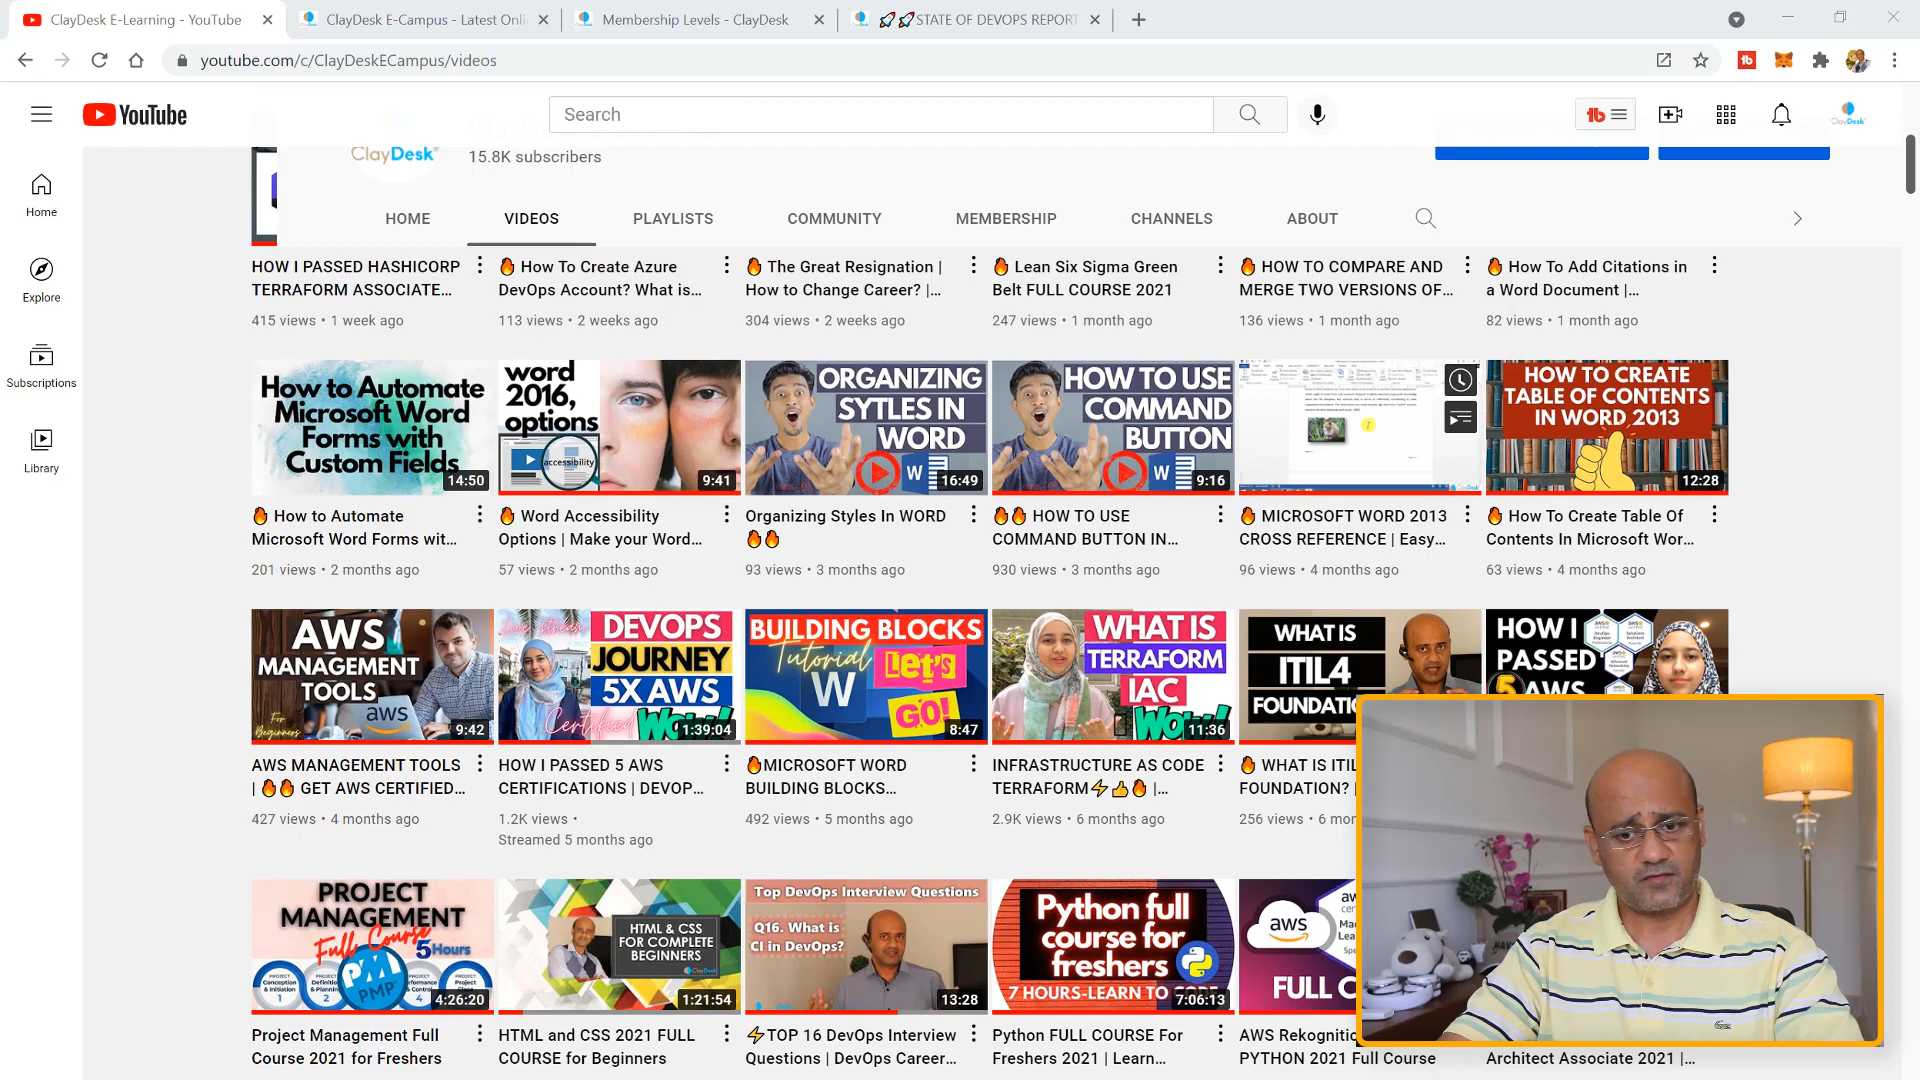 ClayDesk E-Learning - YouTube
ClayDesk E-Campus - Latest Onli
Membership Levels - ClayDesk
🚀🚀STATE OF DEVOPS REPORT
youtube.com/c/ClayDeskECampus/videos
YouTube
Search
ClayDesk
ClayDesk
15.8K subscribers
Home
Explore
Subscriptions
Library
HOME VIDEOS PLAYLISTS COMMUNITY MEMBERSHIP CHANNELS ABOUT
HOW I PASSED HASHICORP
TERRAFORM ASSOCIATE...
415 views • 1 week ago
🔥 How To Create Azure
DevOps Account? What is...
113 views • 2 weeks ago
🔥 The Great Resignation |
How to Change Career? |...
304 views • 2 weeks ago
🔥 Lean Six Sigma Green
Belt FULL COURSE 2021
247 views • 1 month ago
🔥 HOW TO COMPARE AND
MERGE TWO VERSIONS OF...
136 views • 1 month ago
🔥 How To Add Citations in
a Word Document |...
82 views • 1 month ago
How to Automate
Microsoft Word
Forms with
Custom Fields
14:50
word
2016,
options
accessibility
9:41
ORGANIZING
SYTLES IN
WORD
W
16:49
HOW TO USE
COMMAND
BUTTON
W
9:16
HOW TO CREATE
TABLE OF CONTENTS
IN WORD 2013
12:28
🔥 How to Automate
Microsoft Word Forms wit...
201 views • 2 months ago
🔥 Word Accessibility
Options | Make your Word...
57 views • 2 months ago
Organizing Styles In WORD
🔥🔥
93 views • 3 months ago
🔥🔥 HOW TO USE
COMMAND BUTTON IN...
930 views • 3 months ago
🔥 MICROSOFT WORD 2013
CROSS REFERENCE | Easy...
96 views • 4 months ago
🔥 How To Create Table Of
Contents In Microsoft Wor...
63 views • 4 months ago
AWS
MANAGEMENT
TOOLS
For
Beginners
aws
9:42
Live stream
DEVOPS
JOURNEY
5X AWS
Certified
WOW!
1:39:04
BUILDING BLOCKS
Tutorial
W
Let's
GO!
8:47
WHAT IS
TERRAFORM
IAC
WOW!
11:36
WHAT IS
ITIL4
FOUNDATIO
HOW I
PASSED
5 AWS
AWS MANAGEMENT TOOLS
| 🔥🔥 GET AWS CERTIFIED...
427 views • 4 months ago
HOW I PASSED 5 AWS
CERTIFICATIONS | DEVOP...
1.2K views •
Streamed 5 months ago
🔥MICROSOFT WORD
BUILDING BLOCKS...
492 views • 5 months ago
INFRASTRUCTURE AS CODE
TERRAFORM⚡👍🔥 |...
2.9K views • 6 months ago
🔥 WHAT IS ITIL
FOUNDATION? |
256 views • 6 mon
PROJECT
MANAGEMENT
Full Course
5 Hours
PMI
PMP
4:26:20
HTML & CSS
FOR COMPLETE
BEGINNERS
ClayDesk
1:21:54
Top DevOps Interview Questions
Q16. What is
CI in DevOps?
13:28
Python full
course for
freshers
7 HOURS-LEARN TO CODE
7:06:13
aws
FULL C
Project Management Full
Course 2021 for Freshers
HTML and CSS 2021 FULL
COURSE for Beginners
⚡TOP 16 DevOps Interview
Questions | DevOps Career...
Python FULL COURSE For
Freshers 2021 | Learn...
AWS Rekognitio
PYTHON 2021 Full Course
Architect Associate 2021 |...